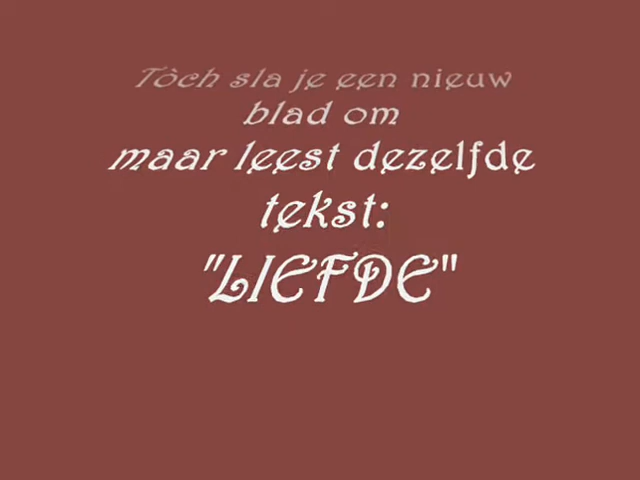 Tòch sla je een nieuw
blad om
maar leest dezelfde
tekst:
"LIEFDE"